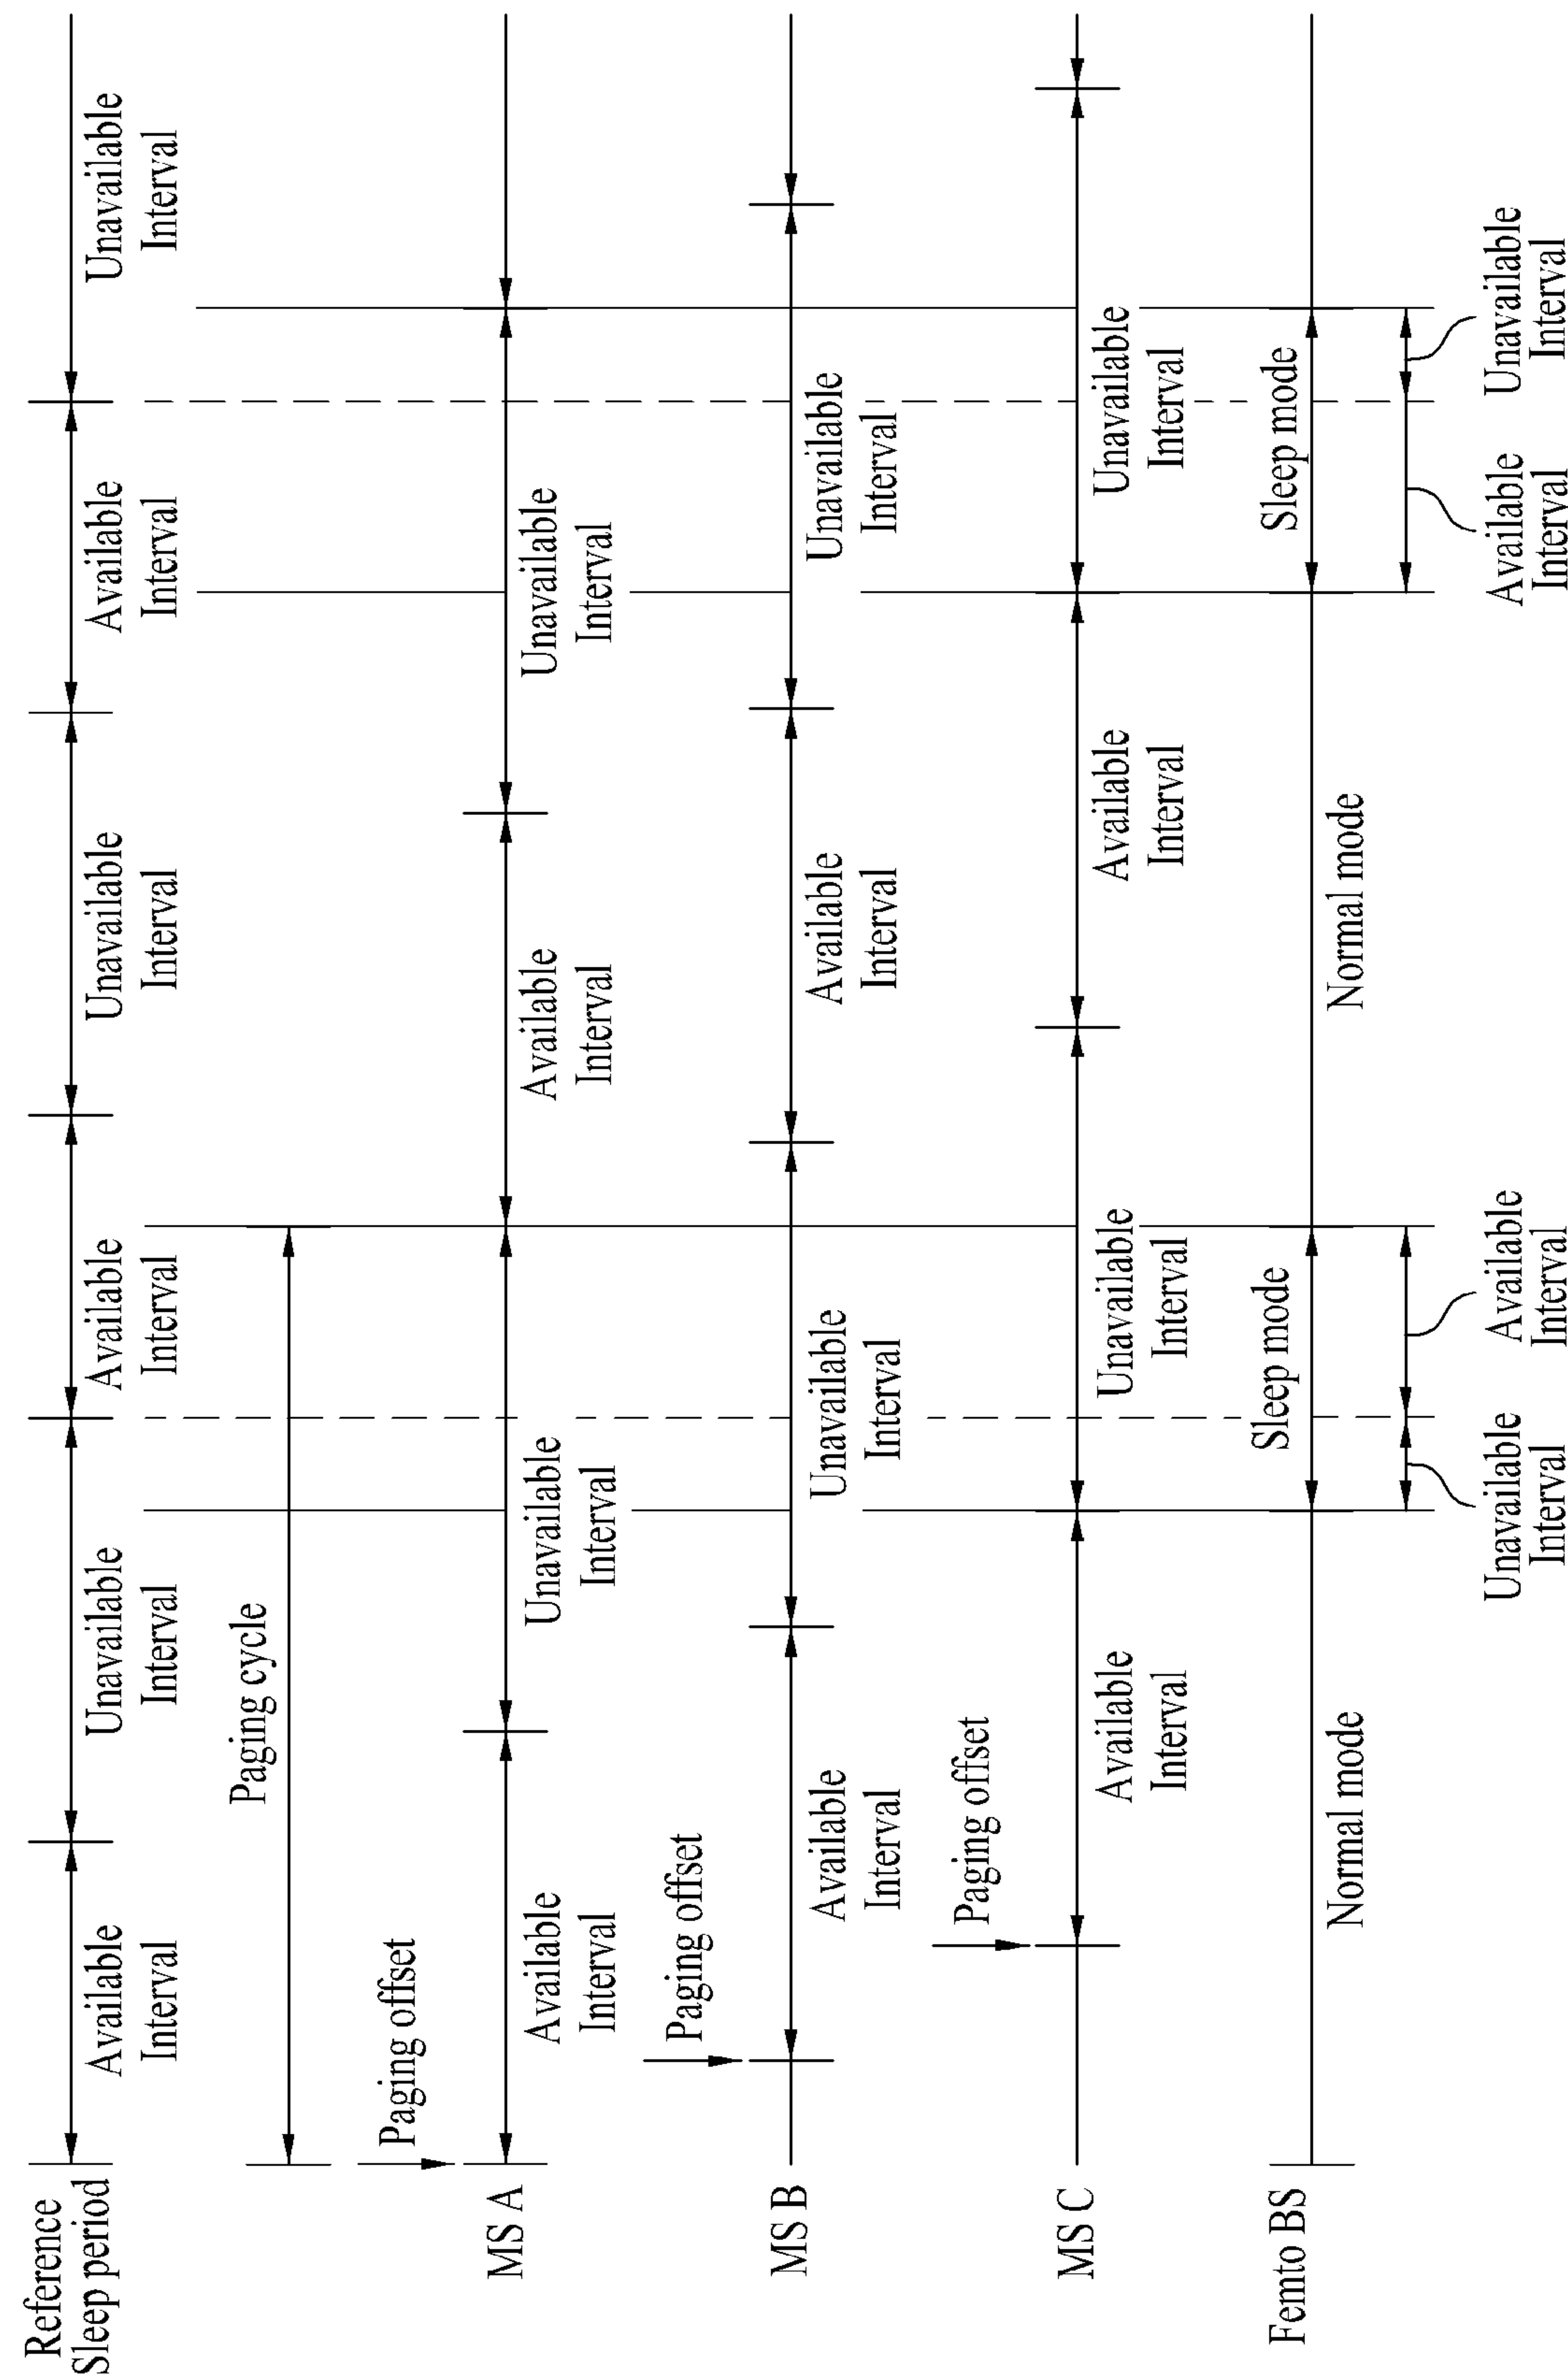 Reference
Sleep period
Available
Interval
Unavailable
Interval
Available
Interval
Unavailable
Interval
Available
Interval
Unavailable
Interval
Paging cycle
Paging offset
MS A
Available
Interval
Unavailable
Interval
Available
Interval
Unavailable
Interval
Paging offset
MS B
Available
Interval
Unavailable
Interval
Available
Interval
Unavailable
Interval
Paging offset
MS C
Available
Interval
Unavailable
Interval
Available
Interval
Unavailable
Interval
Femto BS
Normal mode
Sleep mode
Normal mode
Sleep mode
Unavailable
Interval
Available
Interval
Available
Interval
Unavailable
Interval